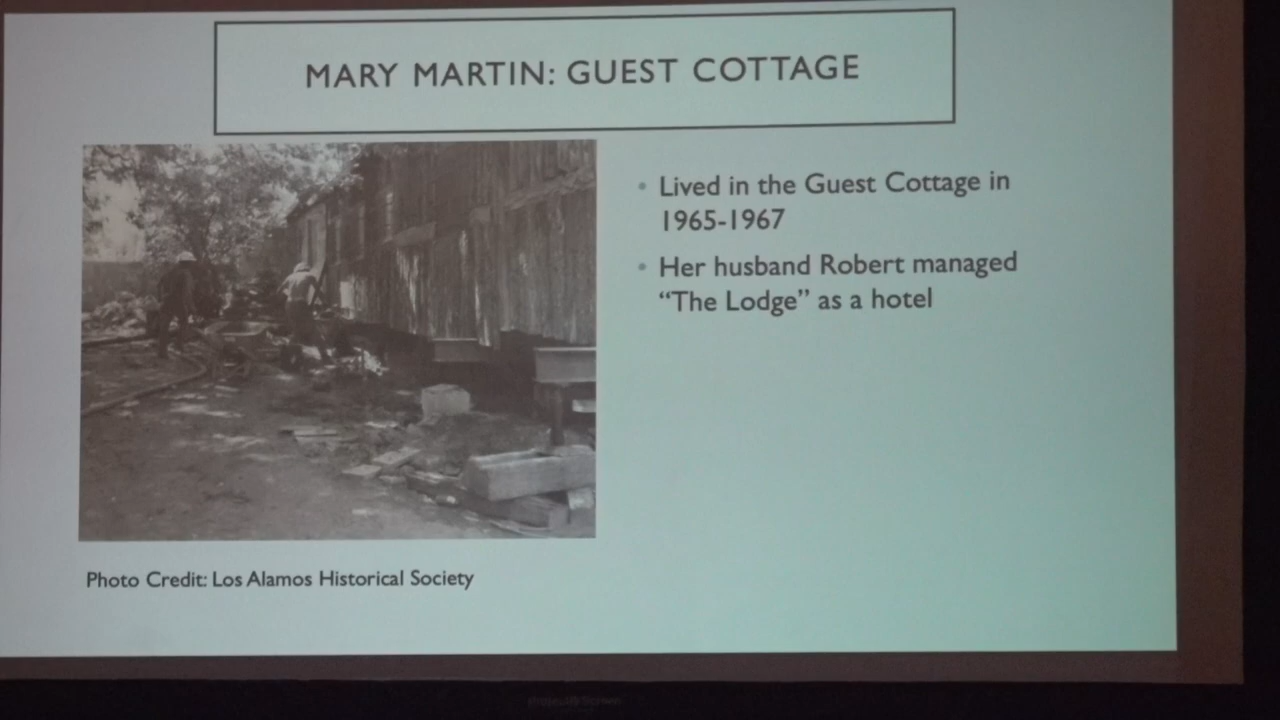 MARY MARTIN: GUEST COTTAGE
• Lived in the Guest Cottage in
1965-1967
• Her husband Robert managed
“The Lodge” as a hotel
Photo Credit: Los Alamos Historical Society